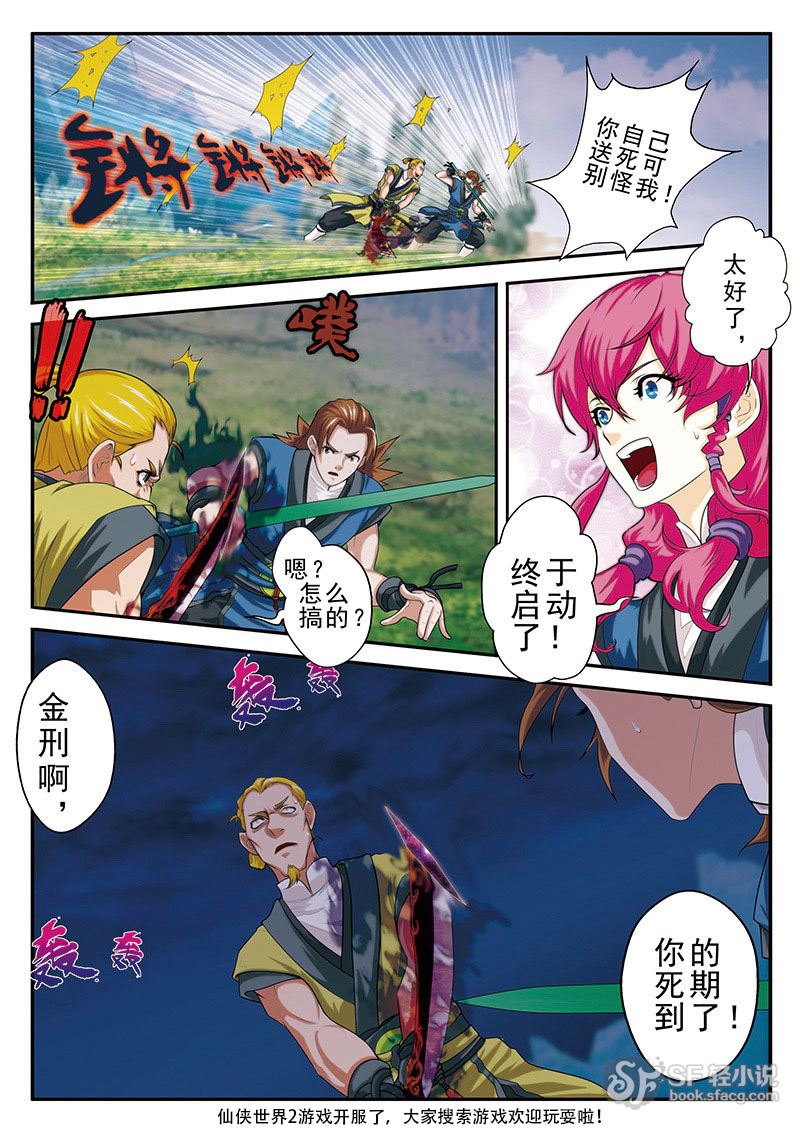 锵 锵 锵 锵
你自己
送死可
别怪我！
太好了，
终于
启动
了！
噗
!!
嗯？
怎么
搞的？
轰 轰
金刑啊，
轰 轰
你的
死期
到了！
SF轻小说
book.sfacg.com
仙侠世界2游戏开服了，大家搜索游戏欢迎玩耍啦！